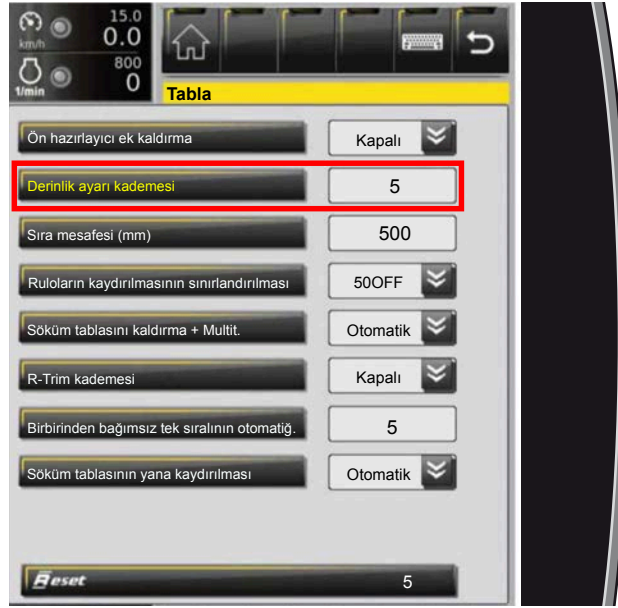 15.0
km/h 0.0
800
1/min 0
Tabla
Ön hazırlayıcı ek kaldırma Kapalı
Derinlik ayarı kademesi 5
Sıra mesafesi (mm) 500
Ruloların kaydırılmasının sınırlandırılması 50OFF
Söküm tablasını kaldırma + Multit. Otomatik
R-Trim kademesi Kapalı
Birbirinden bağımsız tek sıralının otomatiğ. 5
Söküm tablasının yana kaydırılması Otomatik
Reset 5